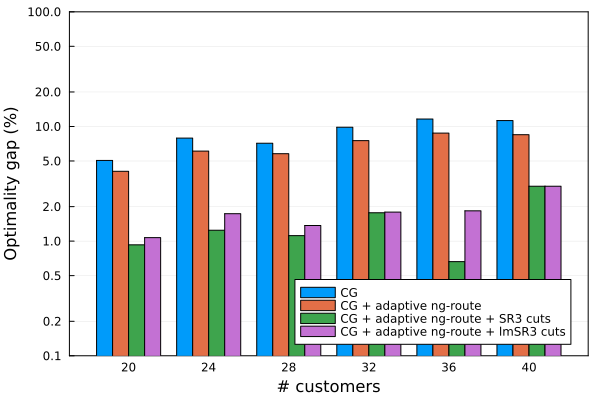 100.0
50.0
20.0
10.0
5.0
2.0
1.0
0.5
0.2
0.1
Optimality gap (%)
CG
CG + adaptive ng-route
CG + adaptive ng-route + SR3 cuts
CG + adaptive ng-route + lmSR3 cuts
20 24 28 32 36 40
# customers